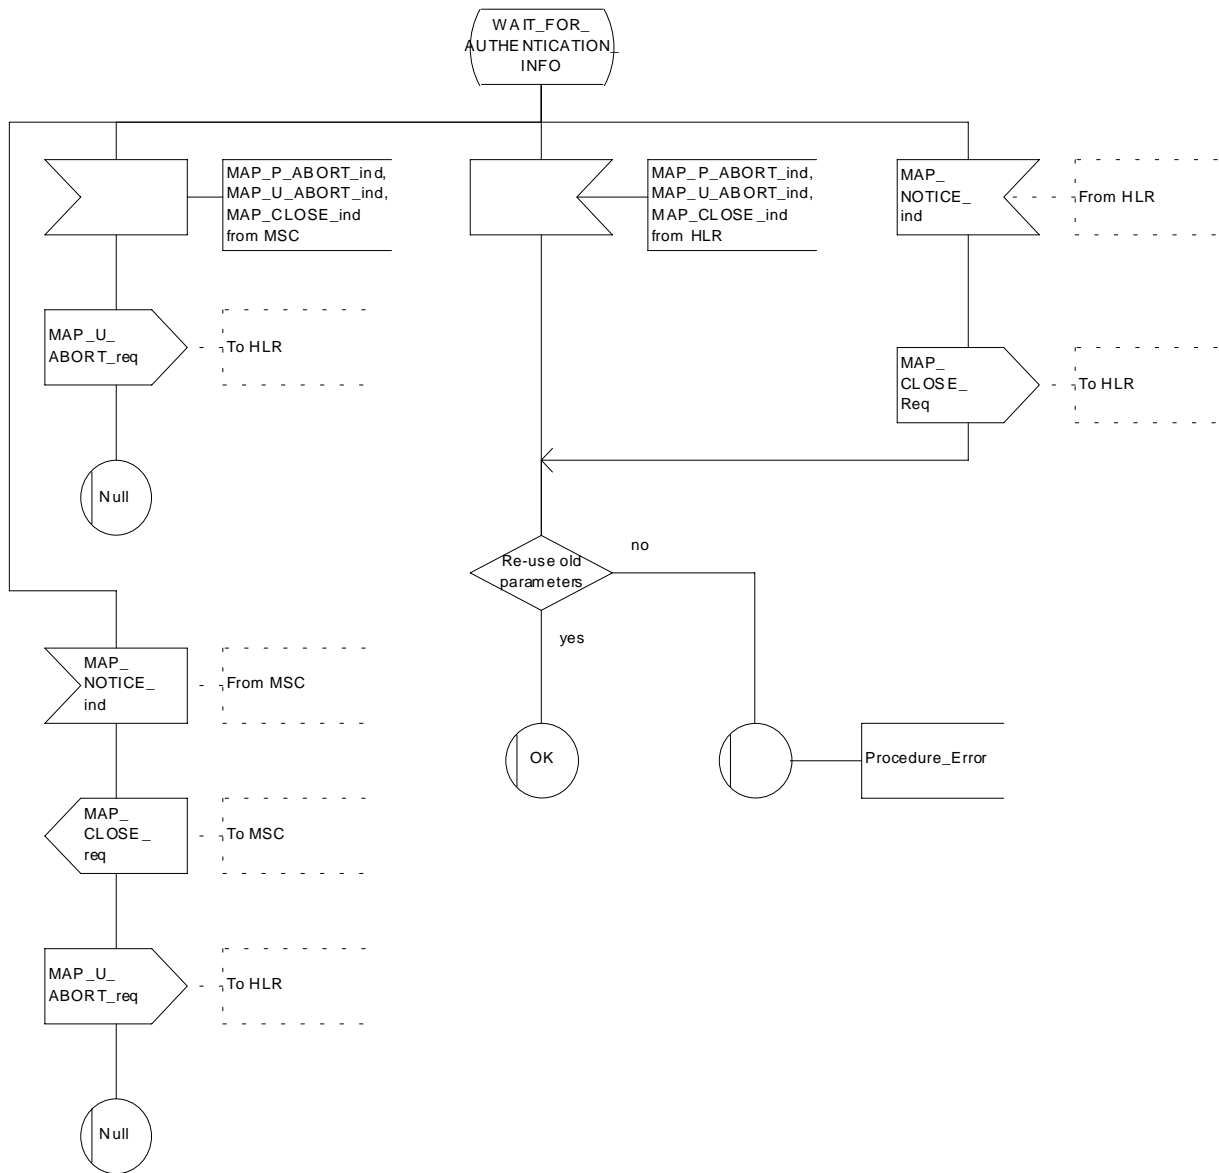 WAIT_FOR_
AUTHENTICATION_
INFO
MAP_P_ABORT_ind,
MAP_U_ABORT_ind,
MAP_CLOSE_ind
from MSC
MAP_P_ABORT_ind,
MAP_U_ABORT_ind,
MAP_CLOSE_ind
from HLR
MAP_
NOTICE_
ind
From HLR
MAP_U_
ABORT_req
To HLR
MAP_
CLOSE_
Req
To HLR
Null
Re-use old
parameters
no
yes
MAP_
NOTICE_
ind
From MSC
OK
Procedure_Error
MAP_
CLOSE_
req
To MSC
MAP_U_
ABORT_req
To HLR
Null